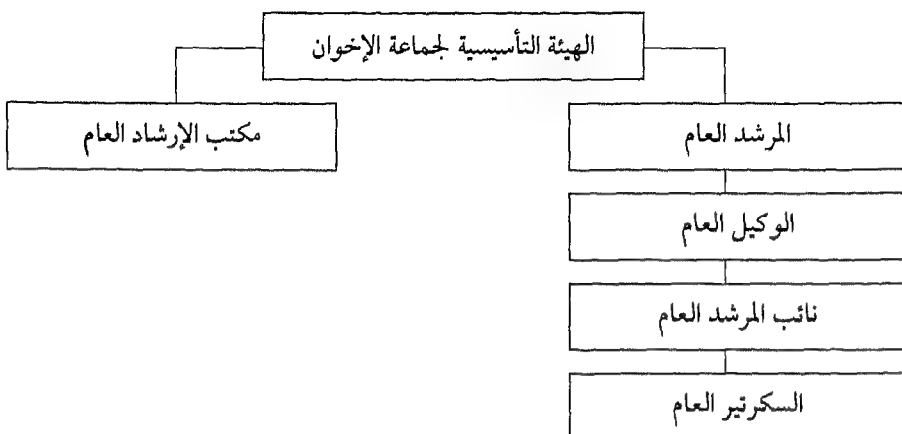 الهيئة التأسيسية لجماعة الإخوان
المرشد العام
مكتب الإرشاد العام
الوكيل العام
نائب المرشد العام
السكرتير العام